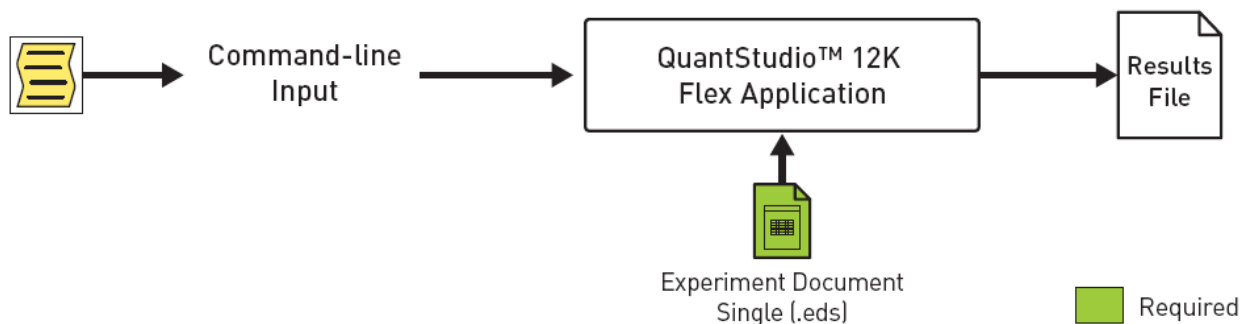 Command-line
Input
QuantStudio™ 12K
Flex Application
Results
File
Experiment Document
Single (.eds)
Required